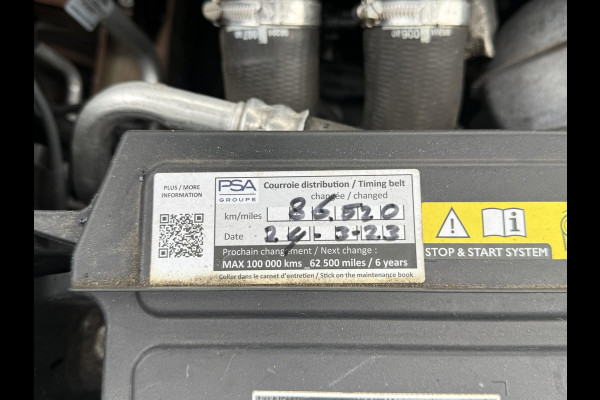 PLUS / MORE
INFORMATION
PSA
GROUPE
Courroie distribution / Timing belt
changée / changed
km/miles 86,520
Date 24-3-23
Prochain changement / Next change :
MAX 100 000 kms _62 500 miles / 6 years
Coller dans le carnet d'entretien / Stick on the maintenance book
STOP & START SYSTEM